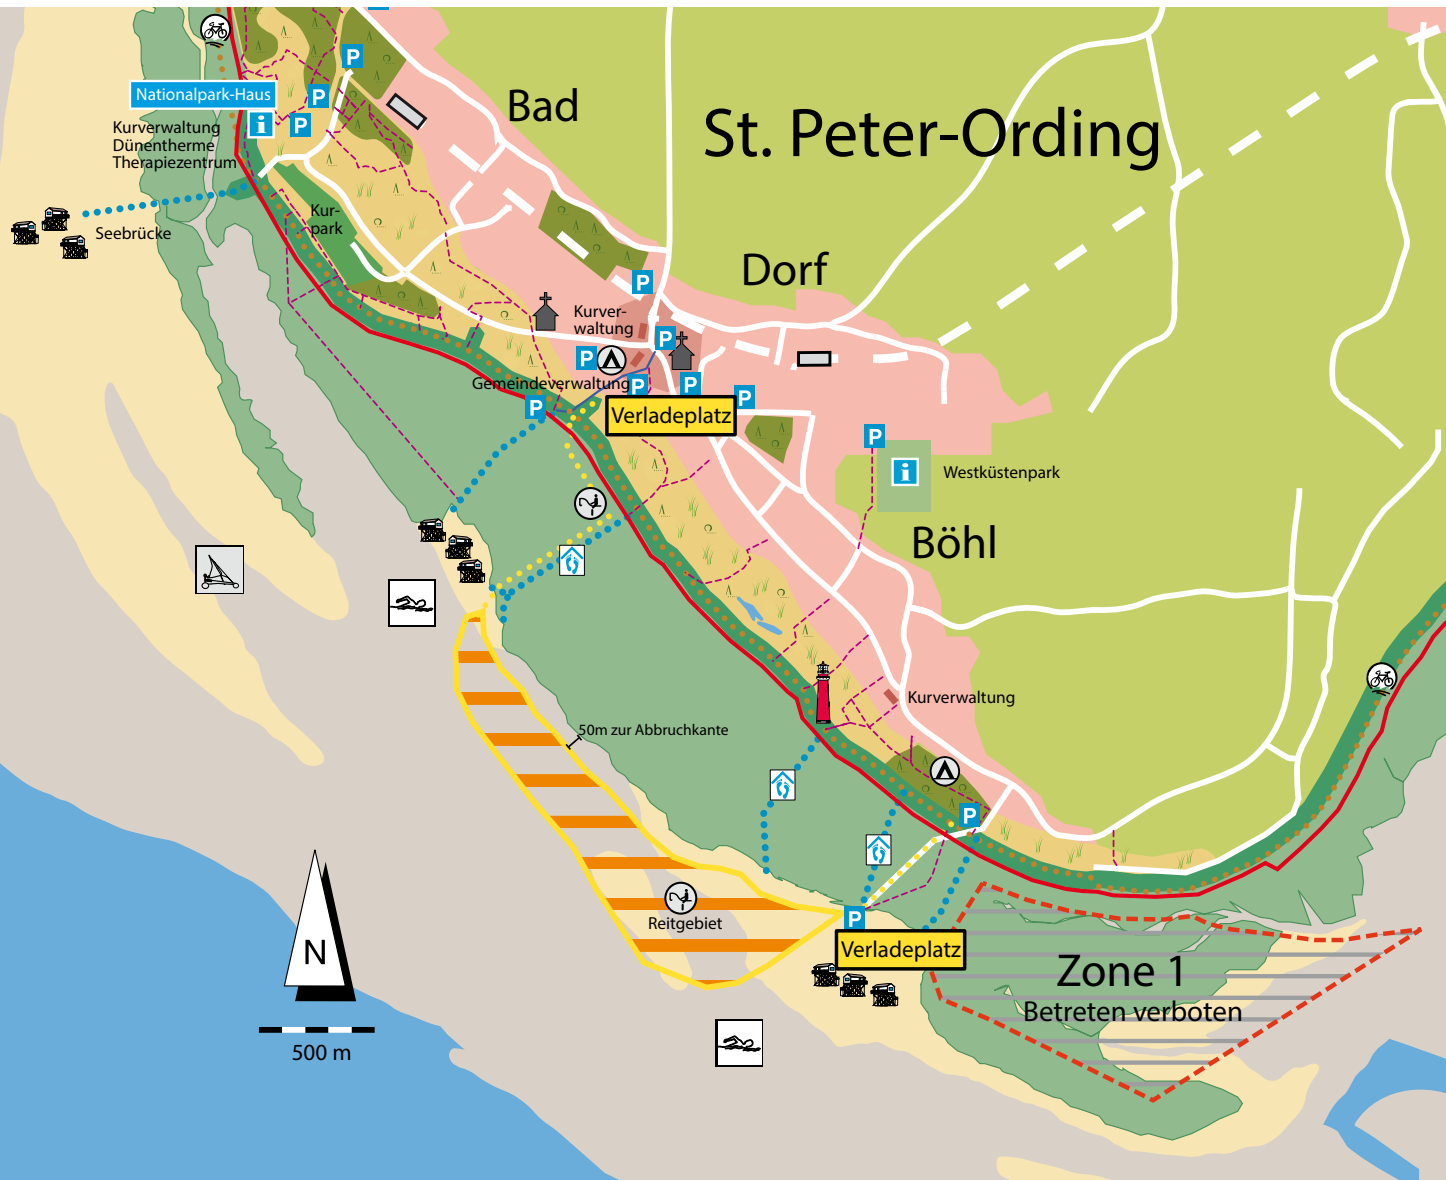 Bad
St. Peter-Ording
Nationalpark-Haus
Kurverwaltung
Dünentherme
Therapiezentrum
Kur-
park
Seebrücke
Dorf
Kurver-
waltung
Gemeindeverwaltung
Verladeplatz
Westküstenpark
Böhl
Kurverwaltung
50m zur Abbruchkante
Reitgebiet
Verladeplatz
Zone 1
Betreten verboten
N
500 m
P
P
P
P
P
P
P
P
P
P
P
P
P
i
i